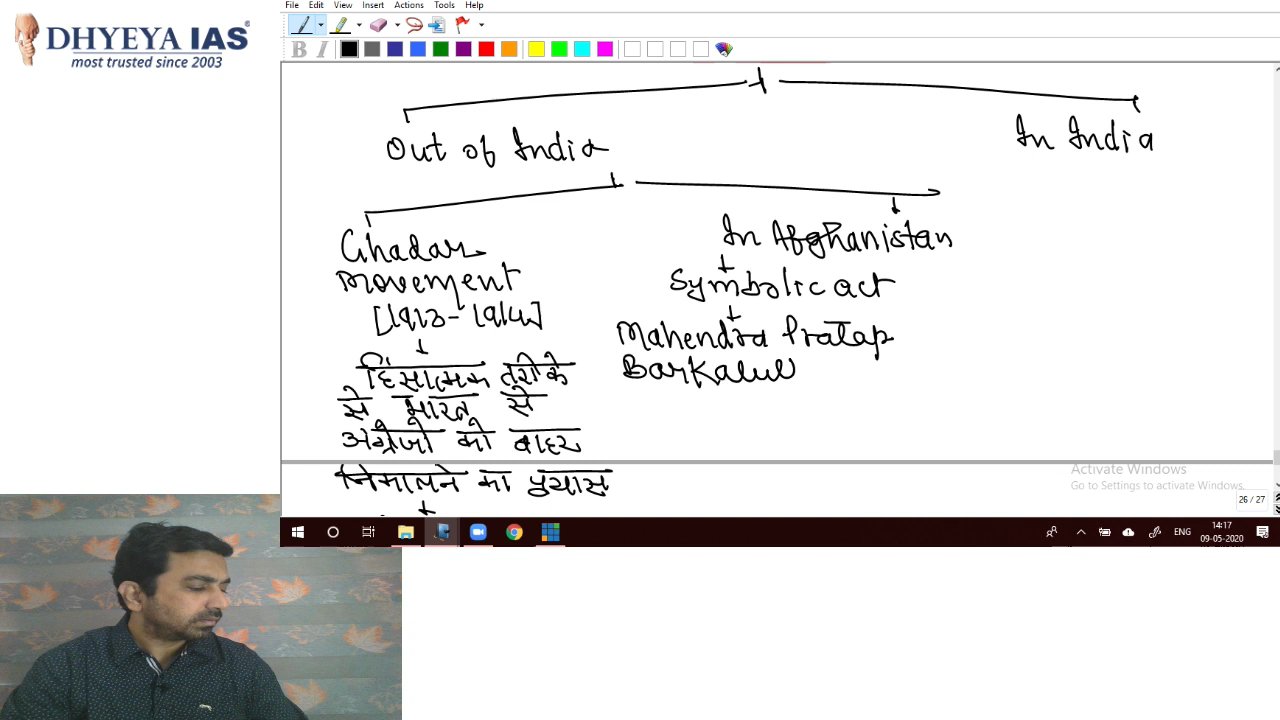 DHYEYA IAS®
most trusted since 2003
File Edit View Insert Actions Tools Help
B I
Out of India
In India
Ghadar
movement
[1913-1914]
हिंसात्मक तरीके
से भारत से
अंग्रेजो को बाहर
निकालने का प्रयास
In Afghanistan
Symbolic act
Mahendra Pratap
Activate Windows
Go to Settings to activate Windows.
26 / 27
ENG
14:17
09-05-2020